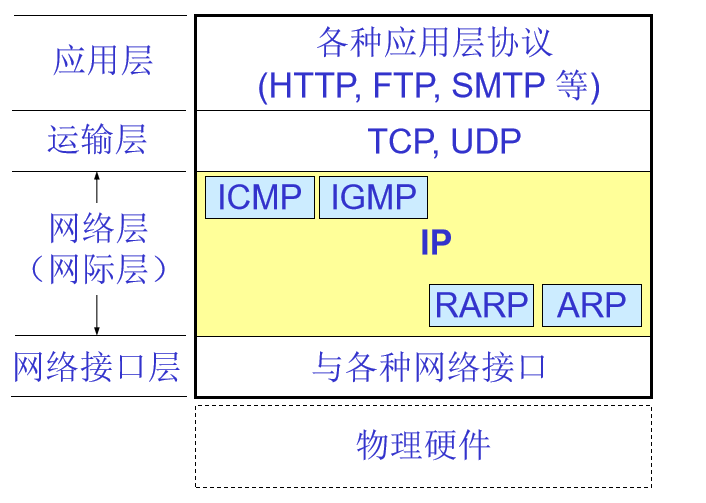 应用层
各种应用层协议
(HTTP, FTP, SMTP 等)
运输层
TCP, UDP
ICMP
IGMP
网络层
（网际层）
IP
RARP
ARP
网络接口层
与各种网络接口
物理硬件